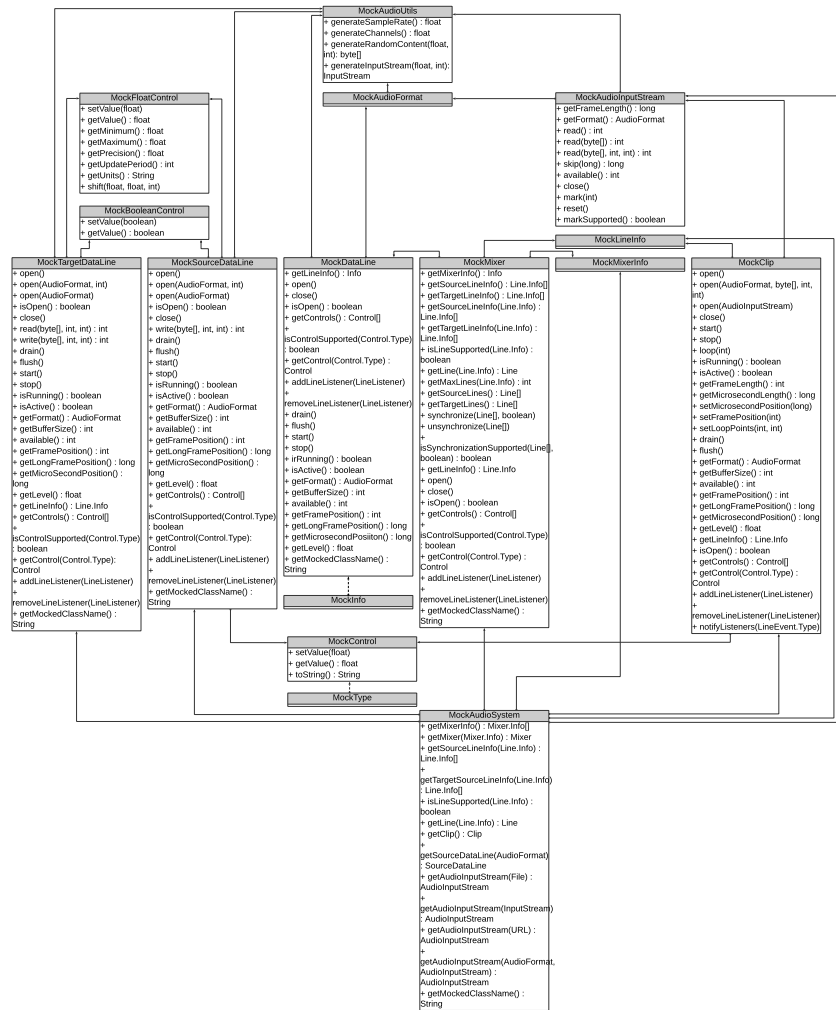 MockAudioUtils
+ generateSampleRate() : float
+ generateChannels() : float
+ generateRandomContent(float,
int): byte[]
+ generateInputStream(float, int):
InputStream
MockAudioFormat
MockFloatControl
+ setValue(float)
+ getValue() : float
+ getMinimum() : float
+ getMaximum() : float
+ getPrecision() : float
+ getUpdatePeriod() : int
+ getUnits() : String
+ shift(float, float, int)
MockAudioInputStream
+ getFrameLength() : long
+ getFormat() : AudioFormat
+ read() : int
+ read(byte[]) : int
+ read(byte[], int, int) : int
+ skip(long) : long
+ available() : int
+ close()
+ mark(int)
+ reset()
+ markSupported() : boolean
MockBooleanControl
+ setValue(boolean)
+ getValue() : boolean
MockLineInfo
MockTargetDataLine
+ open()
+ open(AudioFormat, int)
+ open(AudioFormat)
+ isOpen() : boolean
+ close()
+ read(byte[], int, int) : int
+ write(byte[], int, int) : int
+ drain()
+ flush()
+ start()
+ stop()
+ isRunning() : boolean
+ isActive() : boolean
+ getFormat() : AudioFormat
+ getBufferSize() : int
+ available() : int
+ getFramePosition() : int
+ getLongFramePosition() : long
+ getMicroSecondPosition() :
long
+ getLevel() : float
+ getLineInfo() : Line.Info
+ getControls() : Control[]
+
isControlSupported(Control.Type)
: boolean
+ getControl(Control.Type):
Control
+ addLineListener(LineListener)
+
removeLineListener(LineListener)
+ getMockedClassName() :
String
MockSourceDataLine
+ open()
+ open(AudioFormat, int)
+ open(AudioFormat)
+ isOpen() : boolean
+ close()
+ write(byte[], int, int) : int
+ drain()
+ flush()
+ start()
+ stop()
+ isRunning() : boolean
+ isActive() : boolean
+ getFormat() : AudioFormat
+ getBufferSize() : int
+ available() : int
+ getFramePosition() : int
+ getLongFramePosition() : long
+ getMicroSecondPosition() :
long
+ getLevel() : float
+ getControls() : Control[]
+
isControlSupported(Control.Type)
: boolean
+ getControl(Control.Type):
Control
+ addLineListener(LineListener)
+
removeLineListener(LineListener)
+ getMockedClassName() :
String
MockDataLine
+ getLineInfo() : Info
+ open()
+ close()
+ isOpen() : boolean
+ getControls() : Control[]
+
isControlSupported(Control.Type)
: boolean
+ getControl(Control.Type) :
Control
+ addLineListener(LineListener)
+
removeLineListener(LineListener)
+ drain()
+ flush()
+ start()
+ stop()
+ irRunning() : boolean
+ isActive() : boolean
+ getFormat() : AudioFormat
+ getBufferSize() : int
+ available() : int
+ getFramePosition() : int
+ getLongFramePosition() : long
+ getMicrosecondPosiiton() : long
+ getLevel() : float
+ getMockedClassName() :
String
MockInfo
MockMixer
+ getMixerInfo() : Info
+ getSourceLineInfo() : Line.Info[]
+ getTargetLineInfo() : Line.Info[]
+ getSourceLineInfo(Line.Info) :
Line.Info[]
+ getTargetLineInfo(Line.Info) :
Line.Info[]
+ isLineSupported(Line.Info) :
boolean
+ getLine(Line.Info) : Line
+ getMaxLines(Line.Info) : int
+ getSourceLines() : Line[]
+ getTargetLines() : Line[]
+ synchronize(Line[], boolean)
+ unsynchronize(Line[])
+
isSynchronizationSupported(Line[],
boolean) : boolean
+ getLineInfo() : Line.Info
+ open()
+ close()
+ isOpen() : boolean
+ getControls() : Control[]
+
isControlSupported(Control.Type)
: boolean
+ getControl(Control.Type) :
Control
+ addLineListener(LineListener)
+
removeLineListener(LineListener)
+ getMockedClassName() :
String
MockMixerInfo
MockClip
+ open()
+ open(AudioFormat, byte[], int,
int)
+ open(AudioInputStream)
+ close()
+ start()
+ stop()
+ loop(int)
+ isRunning() : boolean
+ isActive() : boolean
+ getFrameLength() : int
+ getMicrosecondLength() : long
+ setMicrosecondPosition(long)
+ setFramePosition(int)
+ setLoopPoints(int, int)
+ drain()
+ flush()
+ getFormat() : AudioFormat
+ getBufferSize() : int
+ available() : int
+ getFramePosition() : int
+ getLongFramePosition() : long
+ getMicrosecondPosition() : long
+ getLevel() : float
+ getLineInfo() : Line.Info
+ isOpen() : boolean
+ getControls() : Control[]
+ getControl(Control.Type) :
Control
+ addLineListener(LineListener)
+
removeLineListener(LineListener)
+ notifyListeners(LineEvent.Type)
MockControl
+ setValue(float)
+ getValue() : float
+ toString() : String
MockType
MockAudioSystem
+ getMixerInfo() : Mixer.Info[]
+ getMixer(Mixer.Info) : Mixer
+ getSourceLineInfo(Line.Info) :
Line.Info[]
+
getTargetSourceLineInfo(Line.Info)
: Line.Info[]
+ isLineSupported(Line.Info) :
boolean
+ getLine(Line.Info) : Line
+ getClip() : Clip
+
getSourceDataLine(AudioFormat)
: SourceDataLine
+ getAudioInputStream(File) :
AudioInputStream
+
getAudioInputStream(InputStream)
: AudioInputStream
+ getAudioInputStream(URL) :
AudioInputStream
+
getAudioInputStream(AudioFormat,
AudioInputStream) :
AudioInputStream
+ getMockedClassName() :
String